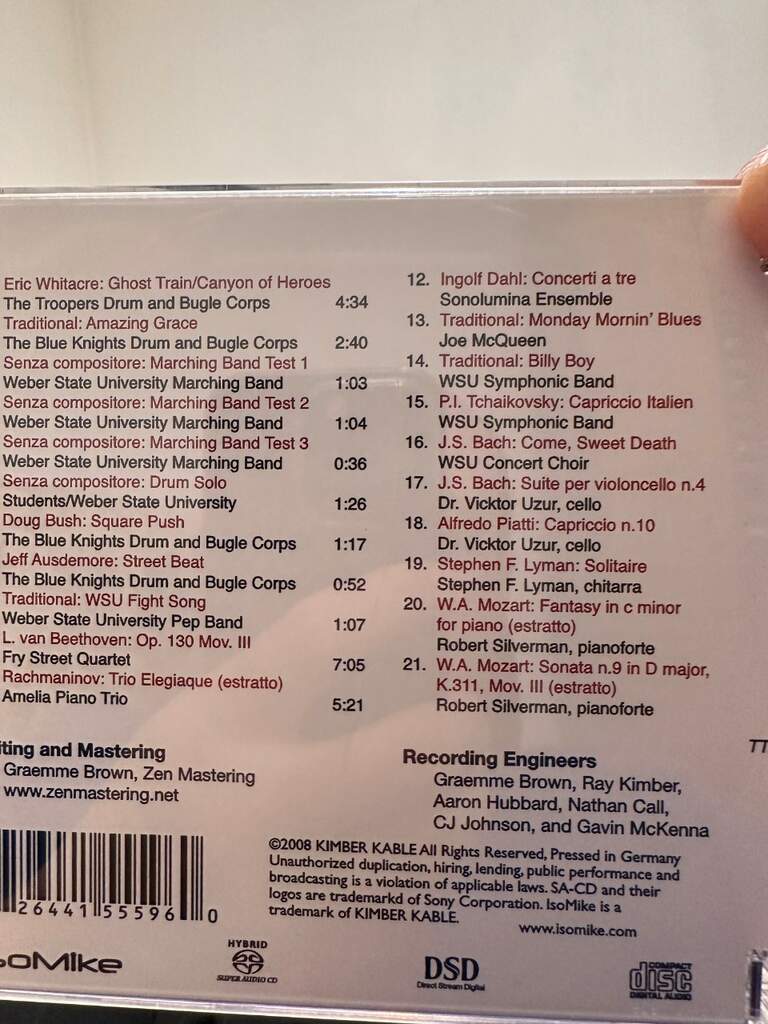 Eric Whitacre: Ghost Train/Canyon of Heroes
The Troopers Drum and Bugle Corps 4:34
Traditional: Amazing Grace
The Blue Knights Drum and Bugle Corps 2:40
Senza compositore: Marching Band Test 1
Weber State University Marching Band 1:03
Senza compositore: Marching Band Test 2
Weber State University Marching Band 1:04
Senza compositore: Marching Band Test 3
Weber State University Marching Band 0:36
Senza compositore: Drum Solo
Students/Weber State University 1:26
Doug Bush: Square Push
The Blue Knights Drum and Bugle Corps 1:17
Jeff Ausdemore: Street Beat
The Blue Knights Drum and Bugle Corps 0:52
Traditional: WSU Fight Song
Weber State University Pep Band 1:07
L. van Beethoven: Op. 130 Mov. III
Fry Street Quartet 7:05
Rachmaninov: Trio Elegiaque (estratto)
Amelia Piano Trio 5:21
12. Ingolf Dahl: Concerti a tre
Sonolumina Ensemble
13. Traditional: Monday Mornin' Blues
Joe McQueen
14. Traditional: Billy Boy
WSU Symphonic Band
15. P.I. Tchaikovsky: Capriccio Italien
WSU Symphonic Band
16. J.S. Bach: Come, Sweet Death
WSU Concert Choir
17. J.S. Bach: Suite per violoncello n.4
Dr. Vicktor Uzur, cello
18. Alfredo Piatti: Capriccio n.10
Dr. Vicktor Uzur, cello
19. Stephen F. Lyman: Solitaire
Stephen F. Lyman, chitarra
20. W.A. Mozart: Fantasy in c minor
for piano (estratto)
Robert Silverman, pianoforte
21. W.A. Mozart: Sonata n.9 in D major,
K.311, Mov. III (estratto)
Robert Silverman, pianoforte
TT
iting and Mastering
Graeme Brown, Zen Mastering
www.zenmastering.net
Recording Engineers
Graemme Brown, Ray Kimber,
Aaron Hubbard, Nathan Call,
CJ Johnson, and Gavin McKenna
©2008 KIMBER KABLE All Rights Reserved, Pressed in Germany
Unauthorized duplication, hiring, lending, public performance and
broadcasting is a violation of applicable laws. SA-CD and their
logos are trademarkd of Sony Corporation. IsoMike is a
trademark of KIMBER KABLE.
www.isomike.com
26441 55596 0
soMike
HYBRID
SUPER AUDIO CD
DSD
Direct Stream Digital
COMPACT
disc
DIGITAL AUDIO